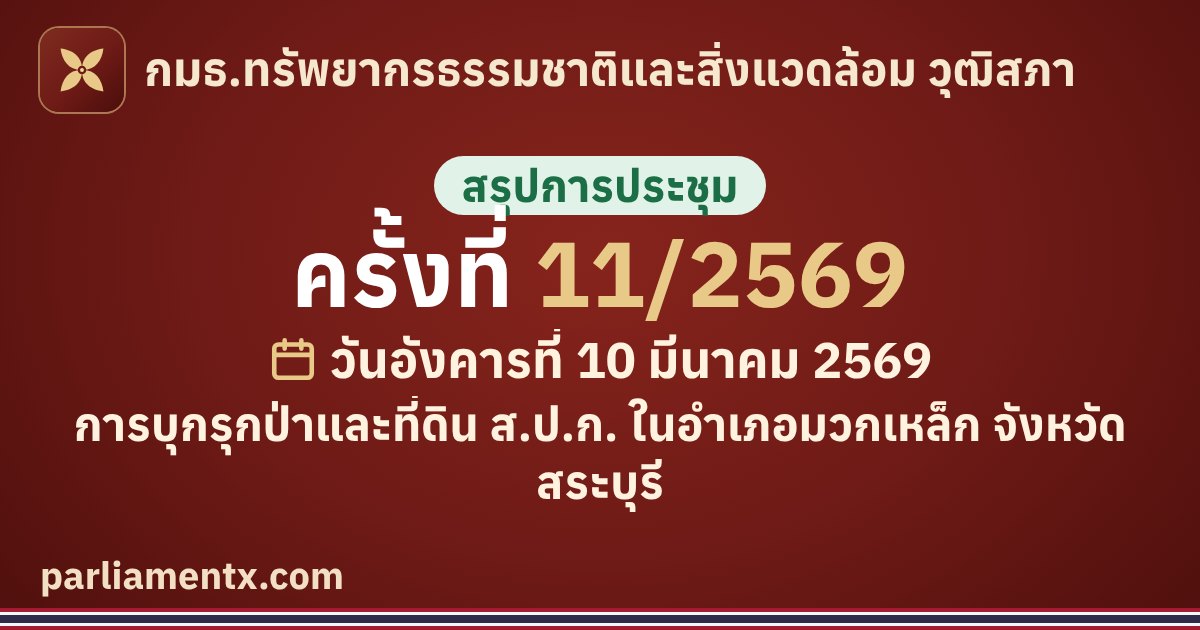 กมธ.ทรัพยากรธรรมชาติและสิ่งแวดล้อม วุฒิสภา
สรุปการประชุม
ครั้งที่ 11/2569
วันอังคารที่ 10 มีนาคม 2569
การบุกรุกป่าและที่ดิน ส.ป.ก. ในอำเภอมวกเหล็ก จังหวัด
สระบุรี
parliamentx.com